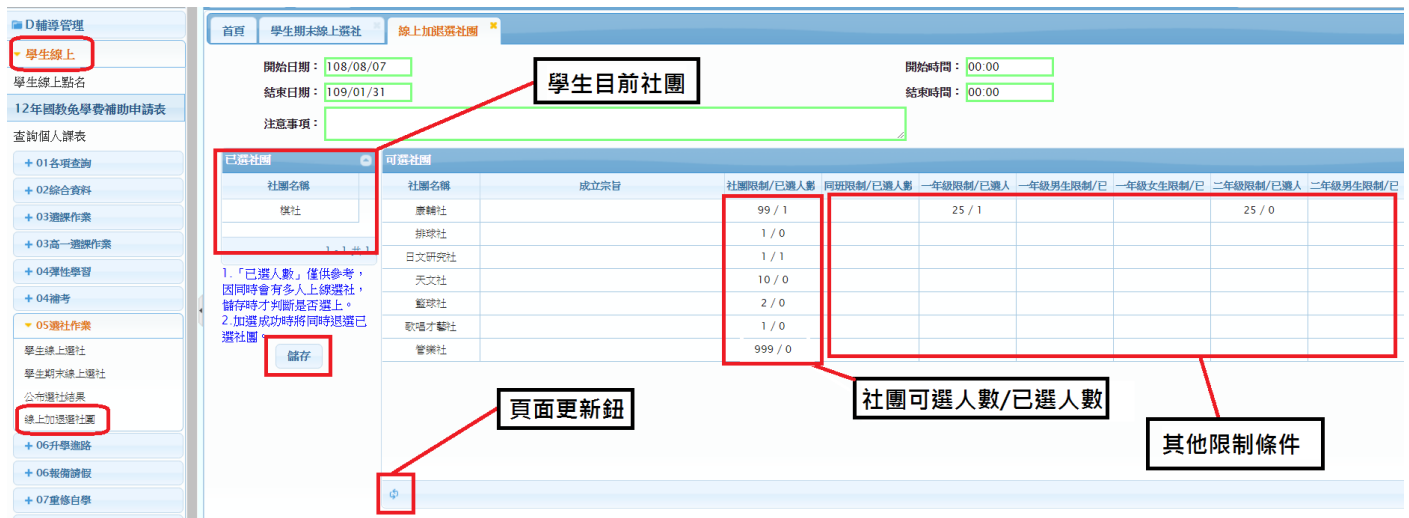 D輔導管理
學生線上
學生線上點名
12年國教免學費補助申請表
查詢個人課表
+ 01各項查詢
+ 02綜合資料
+ 03選課作業
+ 03高一選課作業
+ 04彈性學習
+ 04補考
05選社作業
學生線上選社
學生期末線上選社
公布選社結果
線上加退選社團
+ 06升學進路
+ 06報備請假
+ 07重修自學
首頁 學生期末線上選社 線上加退選社團
開始日期： 108/08/07 開始時間： 00:00
結束日期： 109/01/31 結束時間： 00:00
注意事項：
學生目前社團
已選社團
社團名稱
棋社
1 - 1 共 1
1.「已選人數」僅供參考，
因同時會有多人上線選社，
儲存時才判斷是否選上。
2.加選成功時將同時退選已
選社團。
儲存
可選社團
社團名稱 成立宗旨 社團限制/已選人數 同班限制/已選人數 一年級限制/已選人 一年級男生限制/已 一年級女生限制/已 二年級限制/已選人 二年級男生限制/已
康輔社 99 / 1 25 / 1 25 / 0
排球社 1 / 0
日文研究社 1 / 1
天文社 10 / 0
籃球社 2 / 0
歌唱才藝社 1 / 0
管樂社 999 / 0
頁面更新鈕
社團可選人數/已選人數
其他限制條件